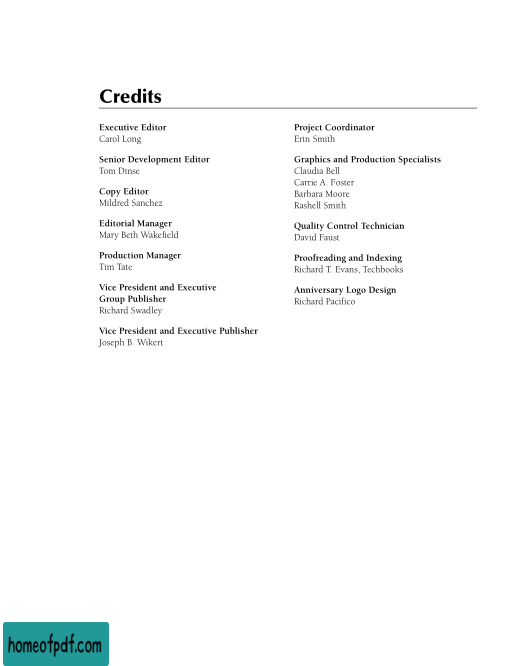 Credits
Executive Editor
Carol Long
Senior Development Editor
Tom Dinse
Copy Editor
Mildred Sanchez
Editorial Manager
Mary Beth Wakefield
Production Manager
Tim Tate
Vice President and Executive
Group Publisher
Richard Swadley
Vice President and Executive Publisher
Joseph B. Wikert
Project Coordinator
Erin Smith
Graphics and Production Specialists
Claudia Bell
Carrie A. Foster
Barbara Moore
Rashell Smith
Quality Control Technician
David Faust
Proofreading and Indexing
Richard T. Evans, Techbooks
Anniversary Logo Design
Richard Pacifico
homeofpdf.com